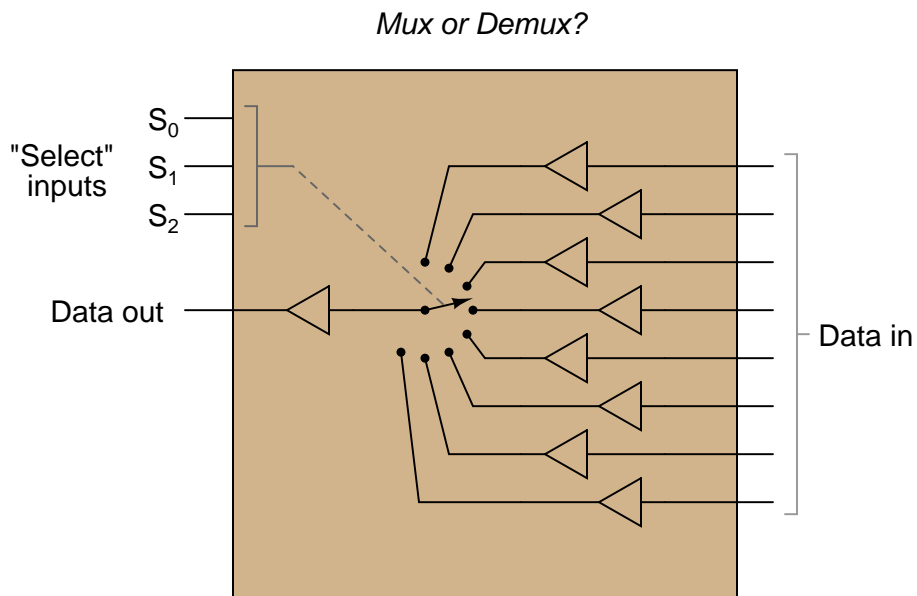 Mux or Demux?
S0
"Select"
inputs
S1
S2
Data out
Data in